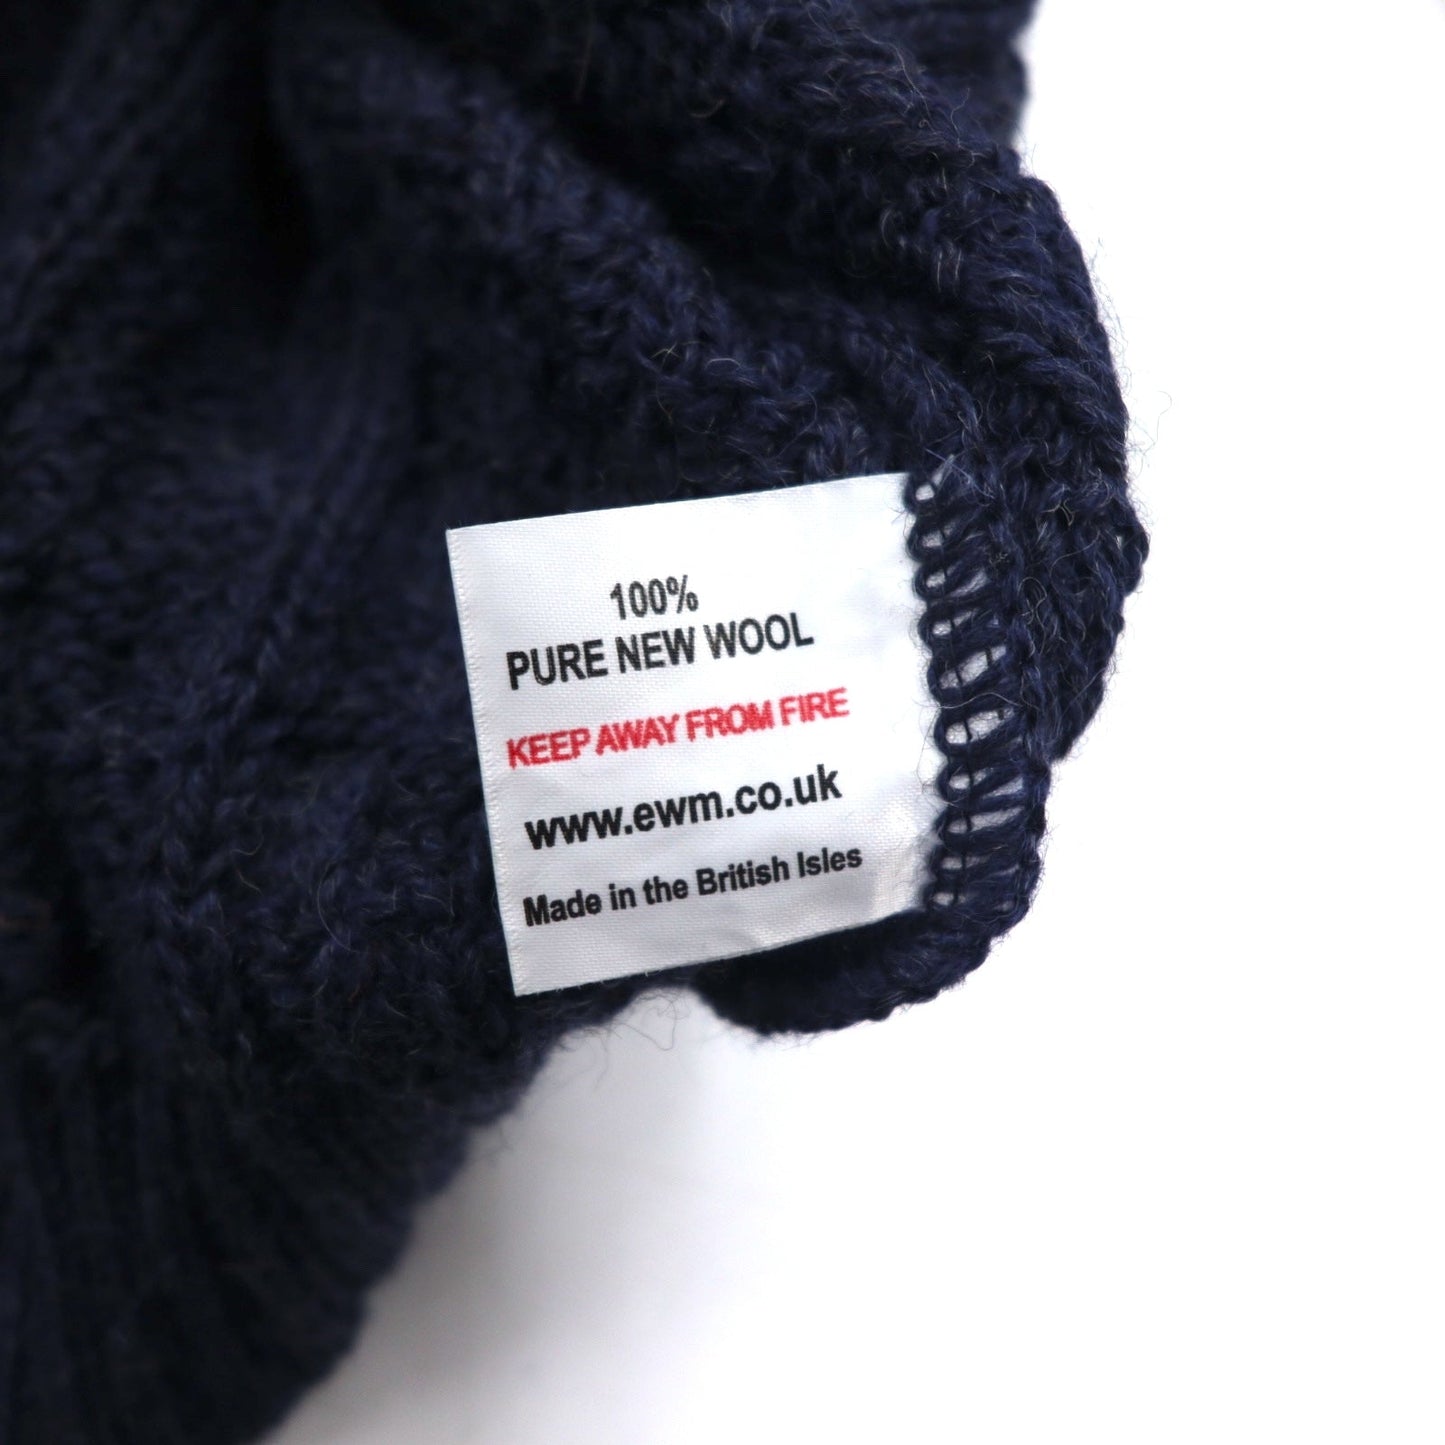 100%
PURE NEW WOOL
KEEP AWAY FROM FIRE
www.ewm.co.uk
Made in the British Isles